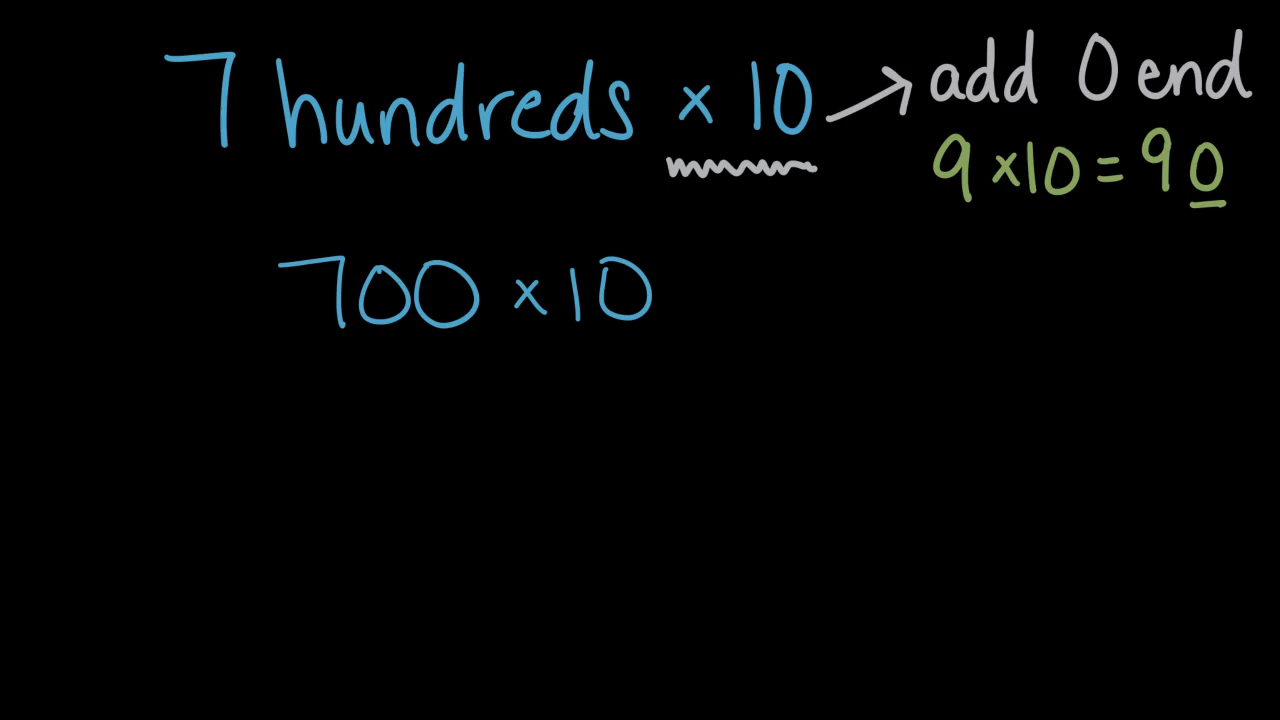 7 hundreds × 10 → add 0 end
9 × 10 = 90
700 × 10